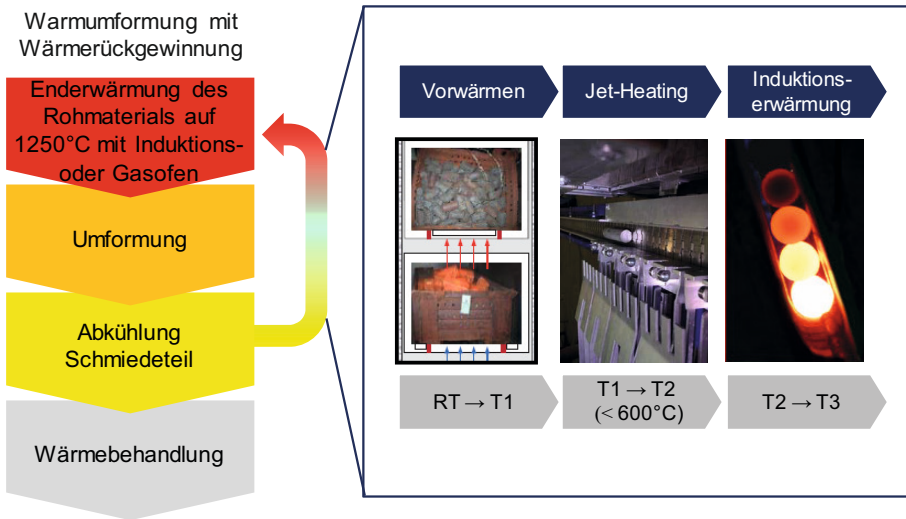 Warmumformung mit
Wärmerückgewinnung
Enderwärmung des
Rohmaterials auf
1250°C mit Induktions-
oder Gasofen
Umformung
Abkühlung
Schmiedeteil
Wärmebehandlung
Vorwärmen
Jet-Heating
Induktions-
erwärmung
RT → T1
T1 → T2
(< 600°C)
T2 → T3